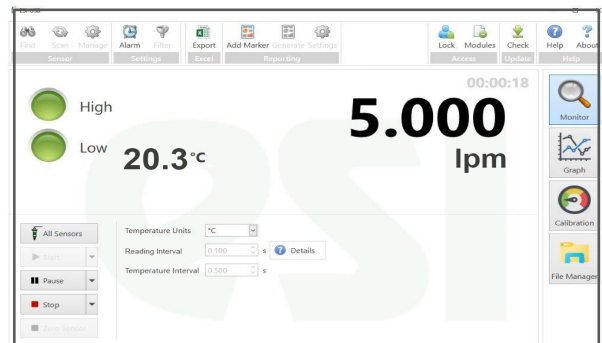 Find Scan Manage Alarm Filter Export Add Marker Generate Settings Lock Modules Check Help About
Sensor Settings Excel Reporting Access Update Help
00:00:18
High
5.000
Low
20.3 °C
lpm
Monitor
Graph
Calibration
File Manager
All Sensors
Start
Pause
Stop
Temperature Units °C
Reading Interval 0.100 s Details
Temperature Interval 0.500 s
esi